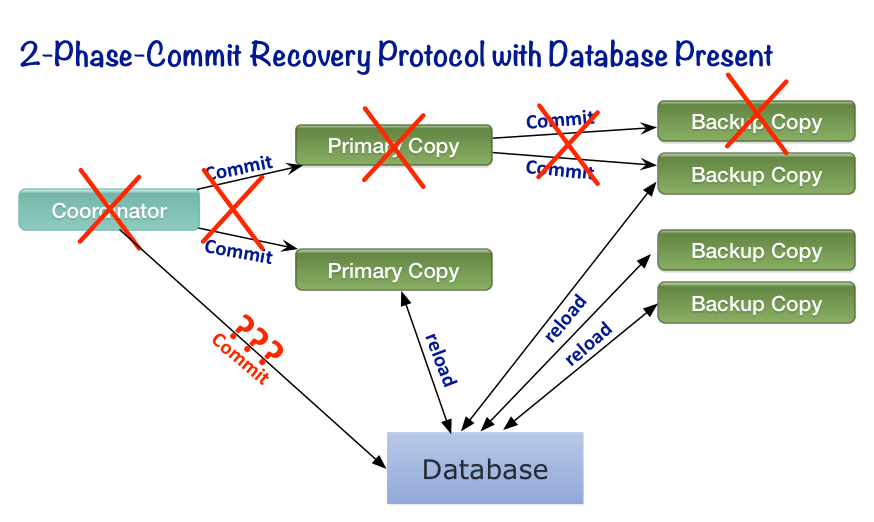 2-Phase-Commit Recovery Protocol with Database Present
Commit
Backup Copy
Primary Copy
Commit
Commit
Backup Copy
Coordinator
Commit
Backup Copy
Primary Copy
Backup Copy
???
Commit
reload
reload
reload
Database